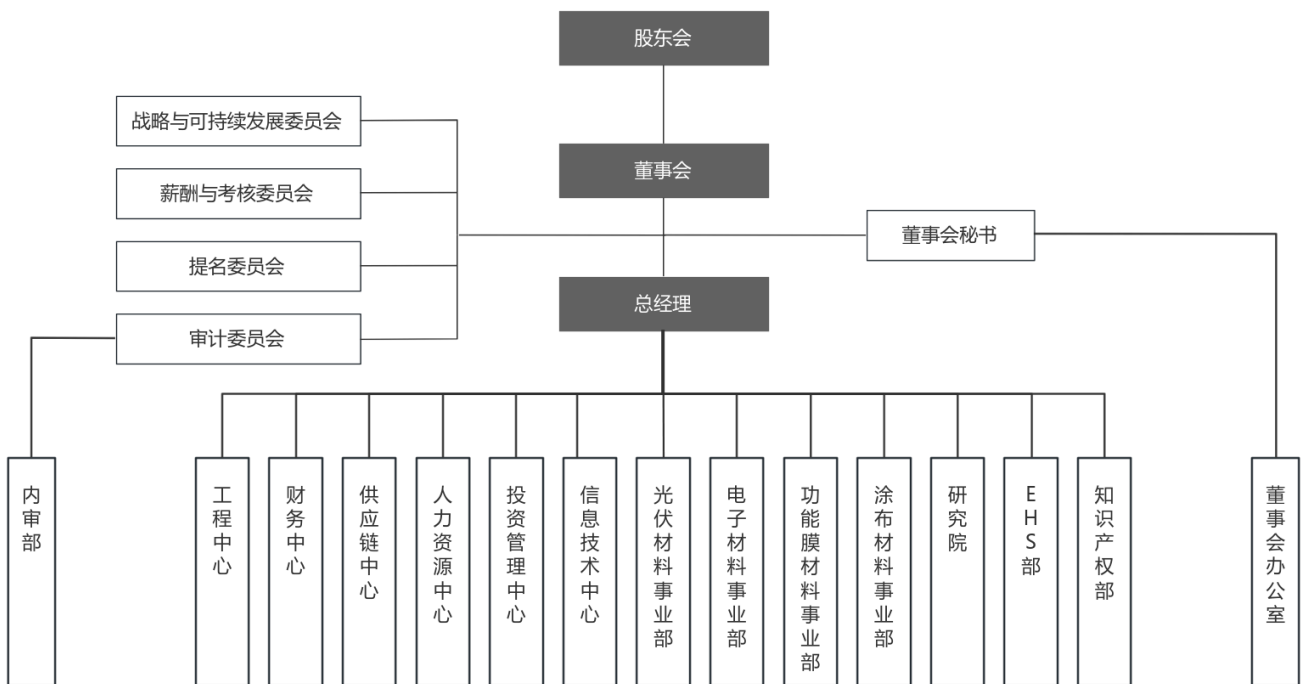 股东会
战略与可持续发展委员会
董事会
薪酬与考核委员会
董事会秘书
提名委员会
总经理
审计委员会
内审部
工程中心
财务中心
供应链中心
人力资源中心
投资管理中心
信息技术中心
光伏材料事业部
电子材料事业部
功能膜材料事业部
涂布材料事业部
研究院
EHS部
知识产权部
董事会办公室